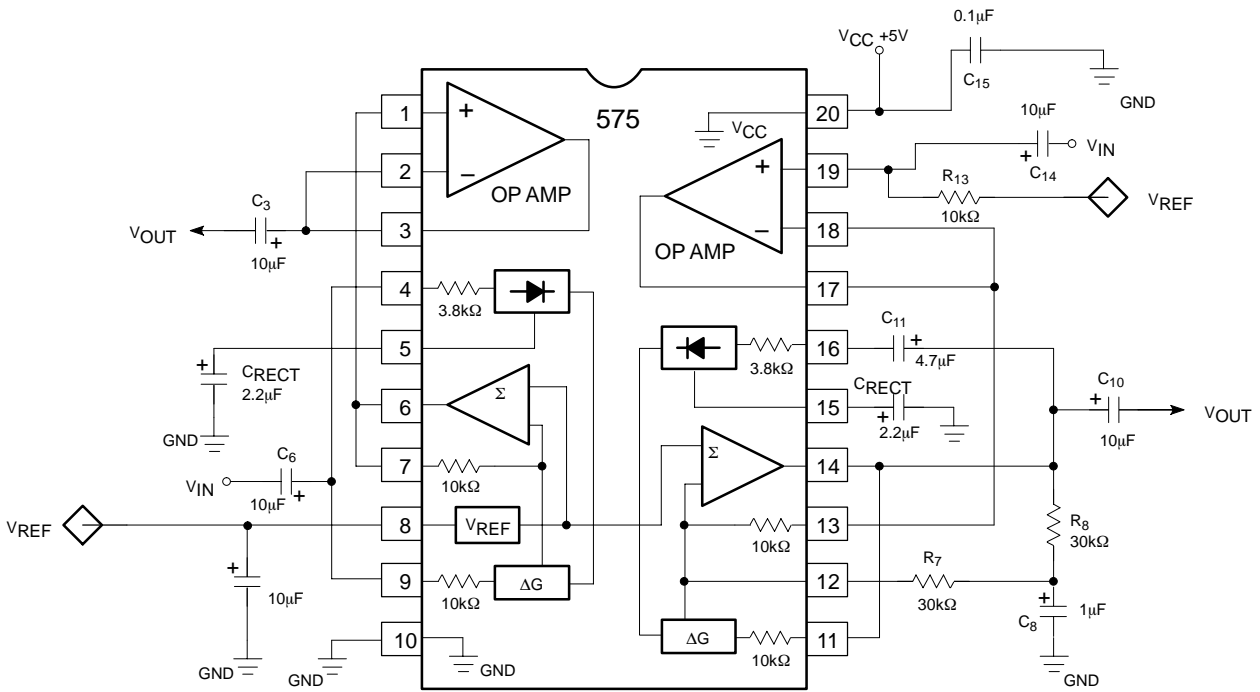 0.1μF
VCC +5V
C15
GND
575
1
+
2
−
OP AMP
3
C3
+
10μF
VOUT
20
VCC
10μF
+
C14
VIN
19
+
R13
10kΩ
VREF
18
−
OP AMP
17
4
3.8kΩ
5
+
CRECT
2.2μF
GND
6
Σ
7
10kΩ
C6
VIN
10μF
+
VREF
8
VREF
+
10μF
GND
9
10kΩ
ΔG
10
GND
GND
16
3.8kΩ
C11
+
4.7μF
15
CRECT
+
2.2μF
C10
+
10μF
VOUT
14
Σ
13
10kΩ
R8
30kΩ
12
R7
30kΩ
+
C8
1μF
GND
11
10kΩ
ΔG